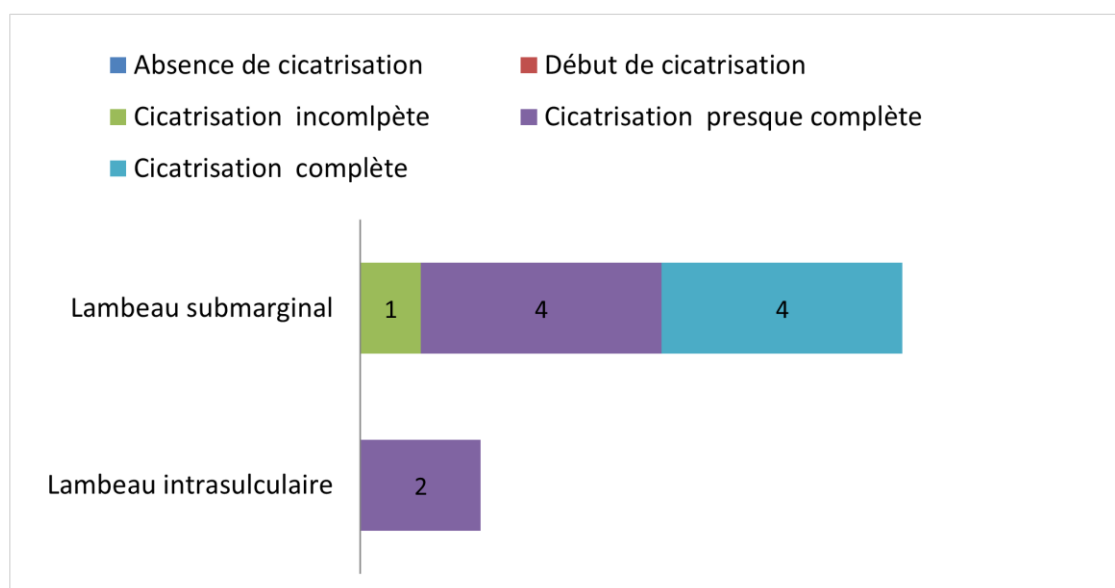 Absence de cicatrisation
Début de cicatrisation
Cicatrisation incomlpète
Cicatrisation presque complète
Cicatrisation complète
Lambeau submarginal
1
4
4
Lambeau intrasulculaire
2